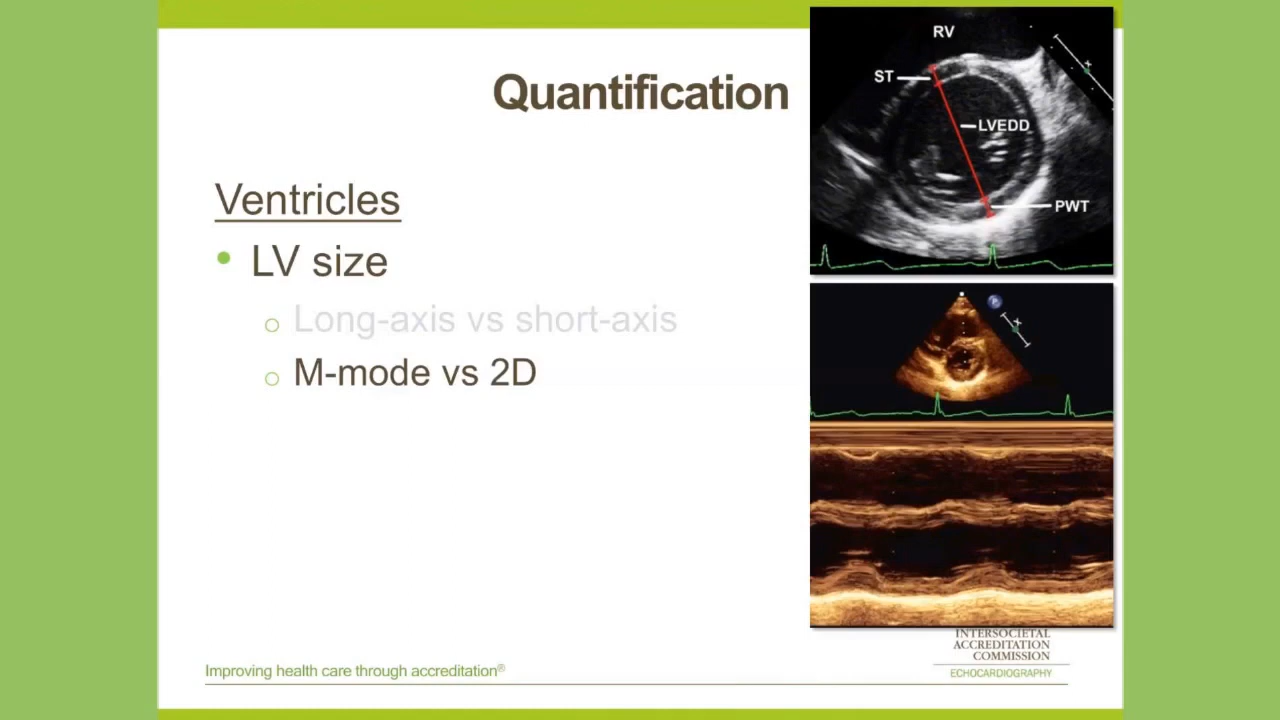 Quantification
Ventricles
• LV size
o Long-axis vs short-axis
o M-mode vs 2D
RV
ST
LVEDD
PWT
P
Improving health care through accreditation®
INTERSOCIETAL
ACCREDITATION
COMMISSION
ECHOCARDIOGRAPHY